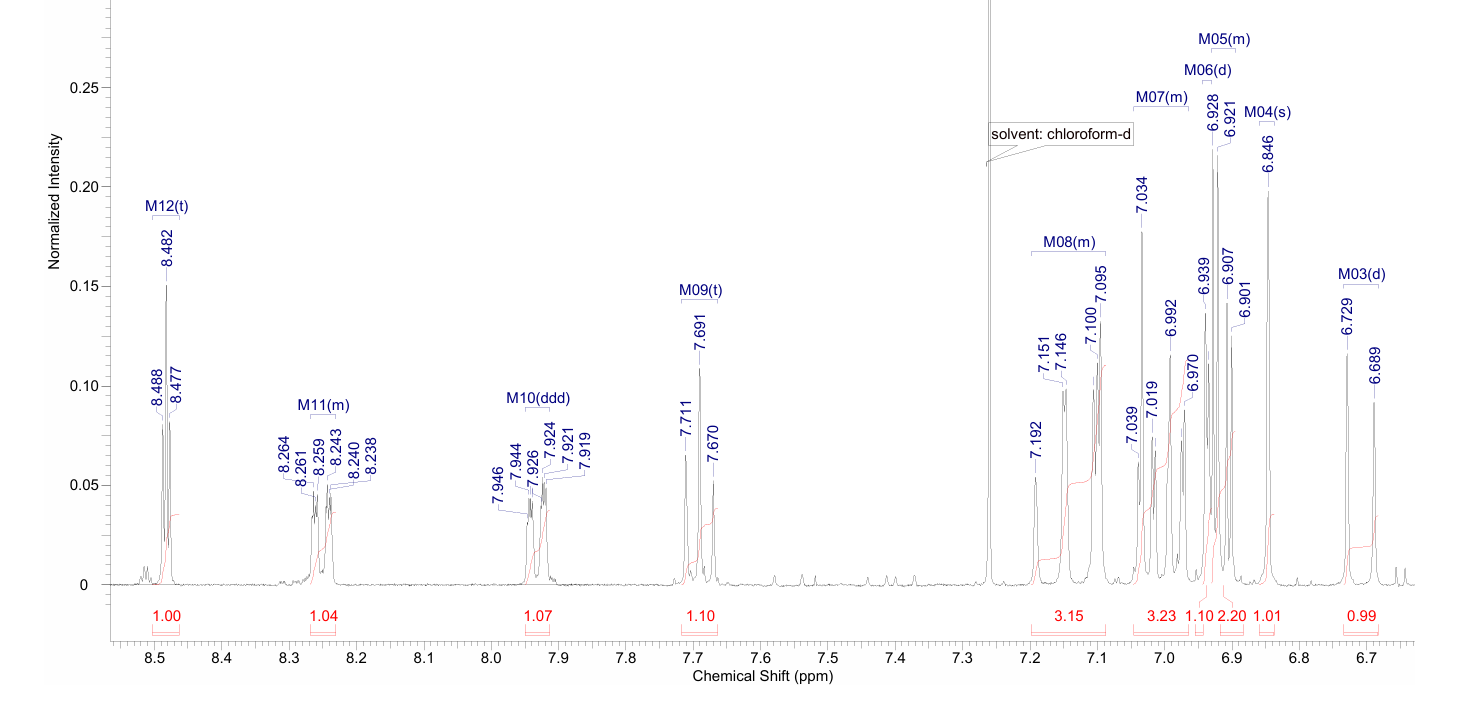 M05(m)
M06(d)
M07(m)
M04(s)
6.928
6.921
0.25
Normalized Intensity
solvent: chloroform-d
6.846
0.20
M12(t)
7.034
8.482
M08(m)
6.939
6.907
6.901
M03(d)
0.15
M09(t)
7.095
7.100
6.992
6.729
7.691
7.151
7.146
6.970
6.689
0.10
8.488
8.477
M11(m)
M10(ddd)
7.711
7.670
7.192
7.039
7.019
8.264
8.261
8.259
8.243
8.240
8.238
7.946
7.944
7.926
7.924
7.921
7.919
0.05
0
1.00 1.04 1.07 1.10 3.15 3.23 1.10 2.20 1.01 0.99
8.5 8.4 8.3 8.2 8.1 8.0 7.9 7.8 7.7 7.6 7.5 7.4 7.3 7.2 7.1 7.0 6.9 6.8 6.7
Chemical Shift (ppm)